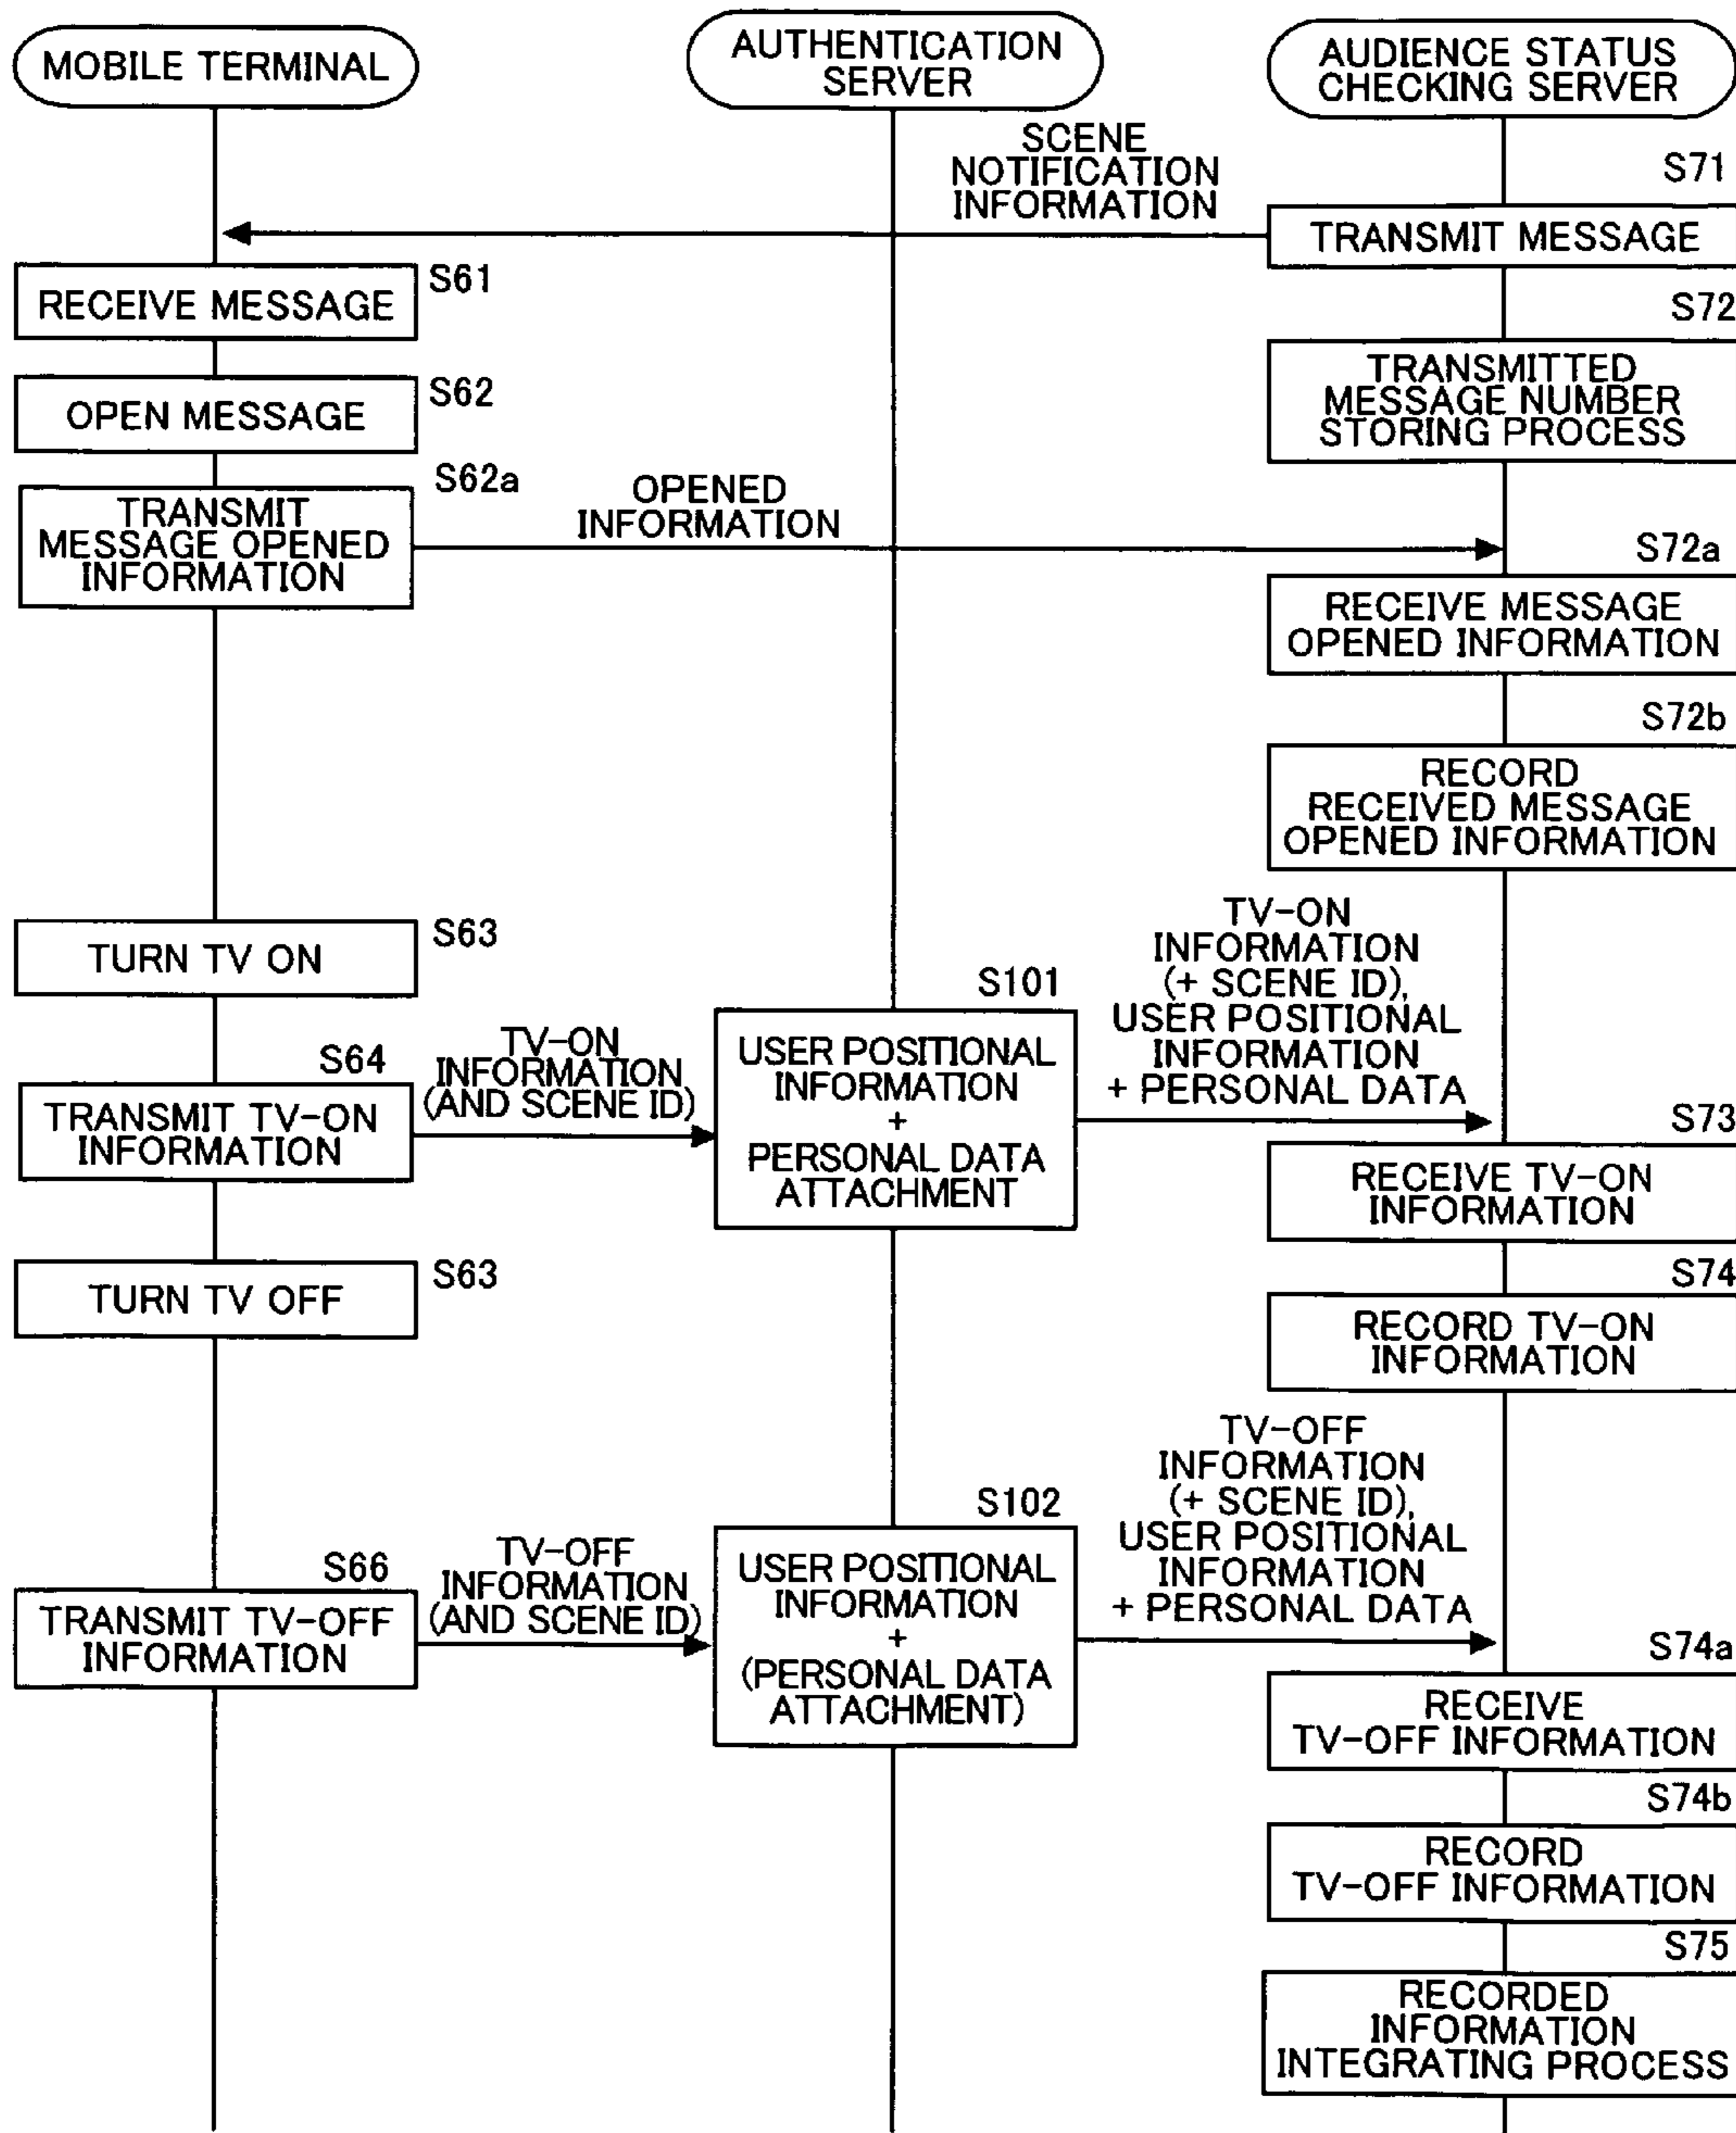 MOBILE TERMINAL
AUTHENTICATION
SERVER
AUDIENCE STATUS
CHECKING SERVER
SCENE
NOTIFICATION
INFORMATION
S71
TRANSMIT MESSAGE
S61
RECEIVE MESSAGE
S72
TRANSMITTED
MESSAGE NUMBER
STORING PROCESS
S62
OPEN MESSAGE
S62a
TRANSMIT
MESSAGE OPENED
INFORMATION
OPENED
INFORMATION
S72a
RECEIVE MESSAGE
OPENED INFORMATION
S72b
RECORD
RECEIVED MESSAGE
OPENED INFORMATION
S63
TURN TV ON
S64
TRANSMIT TV-ON
INFORMATION
TV-ON
INFORMATION
(AND SCENE ID)
S101
USER POSITIONAL
INFORMATION
+
PERSONAL DATA
ATTACHMENT
TV-ON
INFORMATION
(+ SCENE ID),
USER POSITIONAL
INFORMATION
+ PERSONAL DATA
S73
RECEIVE TV-ON
INFORMATION
S63
TURN TV OFF
S74
RECORD TV-ON
INFORMATION
S66
TRANSMIT TV-OFF
INFORMATION
TV-OFF
INFORMATION
(AND SCENE ID)
S102
USER POSITIONAL
INFORMATION
+
(PERSONAL DATA
ATTACHMENT)
TV-OFF
INFORMATION
(+ SCENE ID),
USER POSITIONAL
INFORMATION
+ PERSONAL DATA
S74a
RECEIVE
TV-OFF INFORMATION
S74b
RECORD
TV-OFF INFORMATION
S75
RECORDED
INFORMATION
INTEGRATING PROCESS